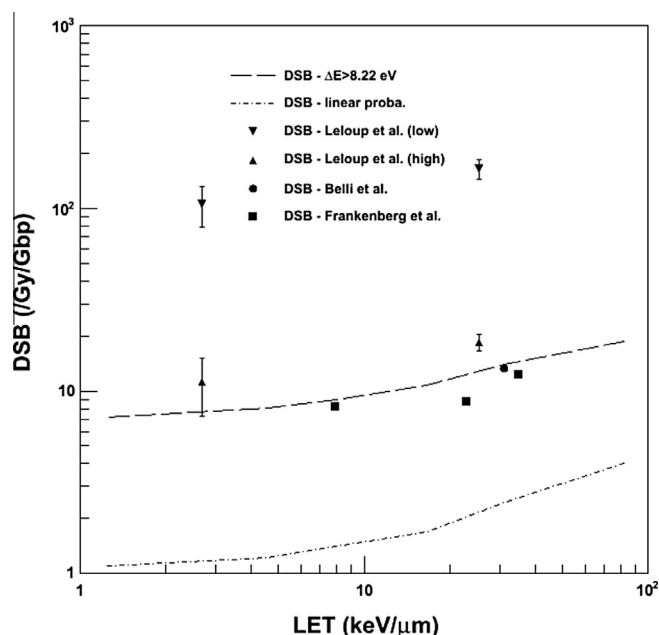 10³
DSB - ΔE>8.22 eV
DSB - linear proba.
DSB - Leloup et al. (low)
DSB - Leloup et al. (high)
DSB - Belli et al.
DSB - Frankenberg et al.
10²
DSB (/Gy/Gbp)
10
1
1 10 10²
LET (keV/μm)